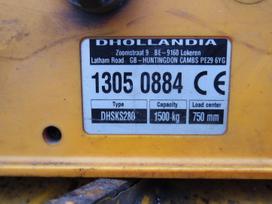 DHOLLANDIA
Zoomstraat 9 BE-9160 Lokeren
Latham Road GB-HUNTINGDON CAMBS PE29 6YG
1305 0884 CE
Type Capacity Load center
DHSKS280 1500 kg 750 mm